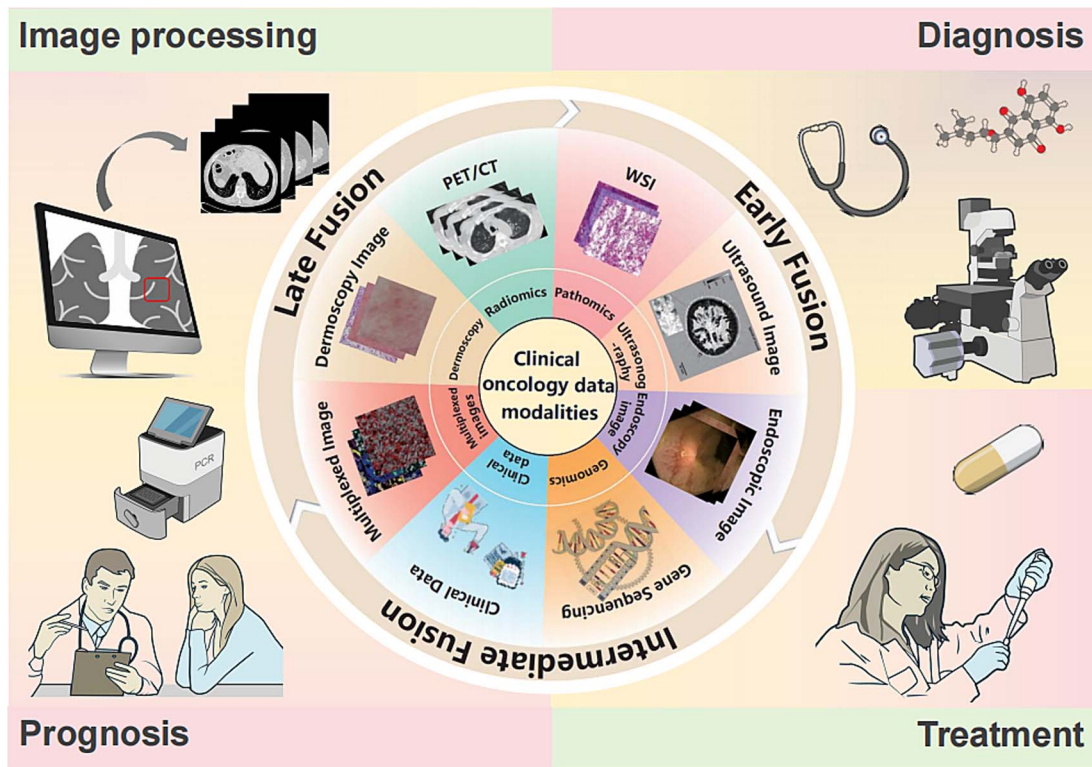 Image processing
Diagnosis
Late Fusion
Early Fusion
Intermediate Fusion
PET/CT
WSI
Ultrasound Image
Endoscopic Image
Gene Sequencing
Clinical Data
Multiplexed Image
Dermoscopy Image
Radiomics
Pathomics
Ultrasonog
-raphy
Endoscopy
image
Genomics
Clinical
data
Multiplexed
images
Dermoscopy
Clinical
oncology data
modalities
PCR
Prognosis
Treatment